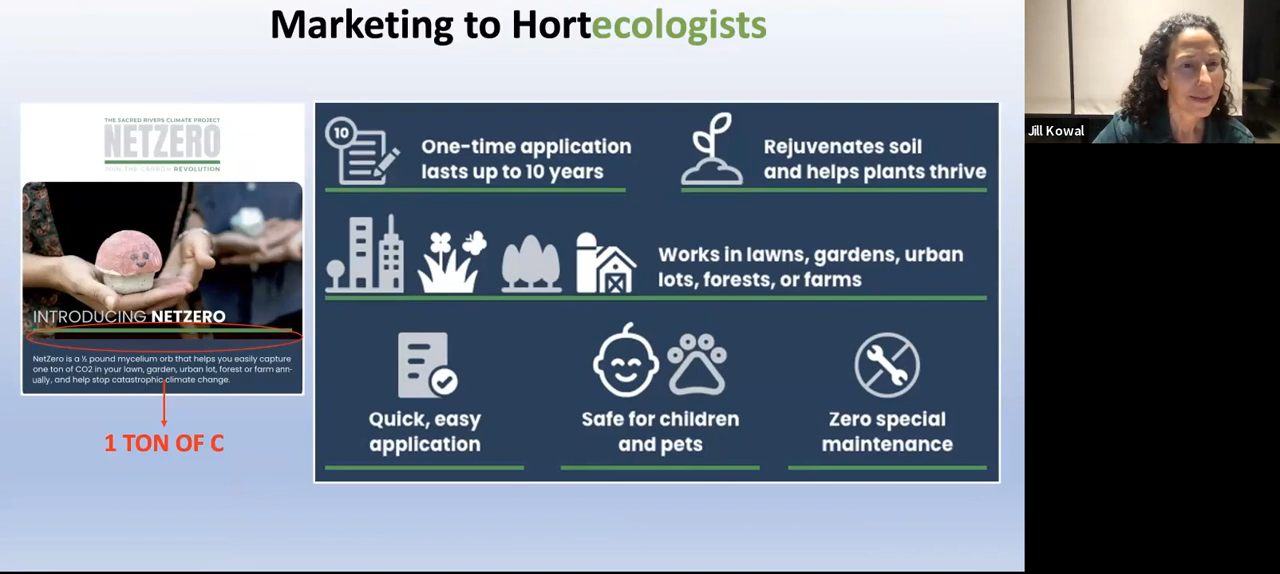 Marketing to Hortecologists
THE SACRED RIVERS CLIMATE PROJECT
NETZERO
JOIN THE CARBON REVOLUTION
INTRODUCING NETZERO
NetZero is a ½ pound mycelium orb that helps you easily capture
one ton of CO2 in your lawn, garden, urban lot, forest or farm ann-
ually, and help stop catastrophic climate change.
1 TON OF C
10
One-time application
lasts up to 10 years
Rejuvenates soil
and helps plants thrive
Works in lawns, gardens, urban
lots, forests, or farms
Quick, easy
application
Safe for children
and pets
Zero special
maintenance
Jill Kowal